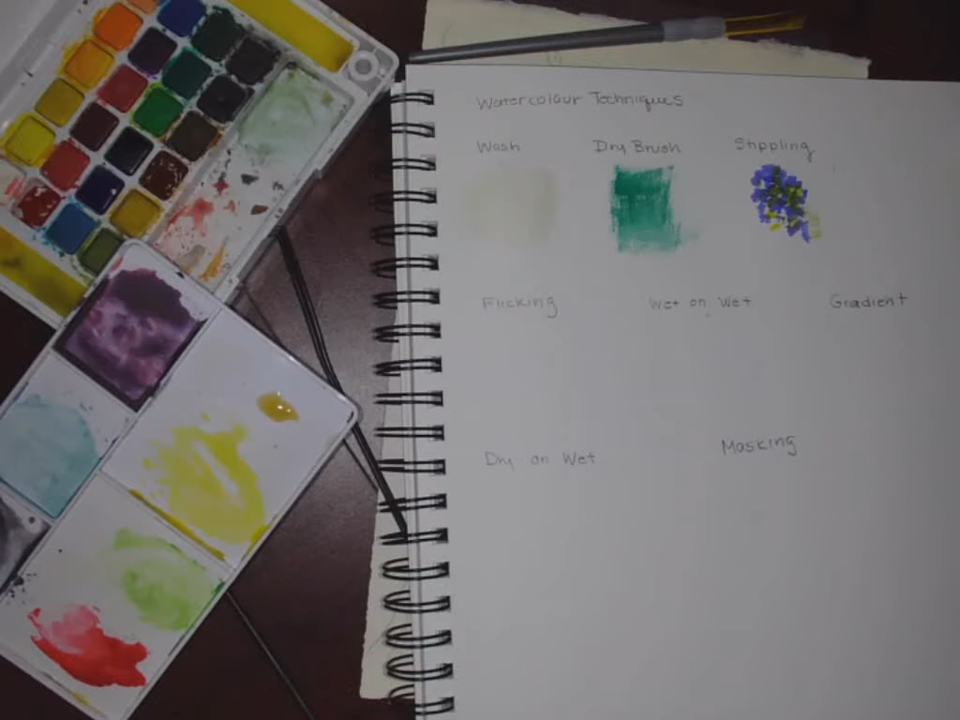 Watercolour Techniques
Wash Dry Brush Stippling
Flicking Wet on Wet Gradient
Dry on Wet Masking